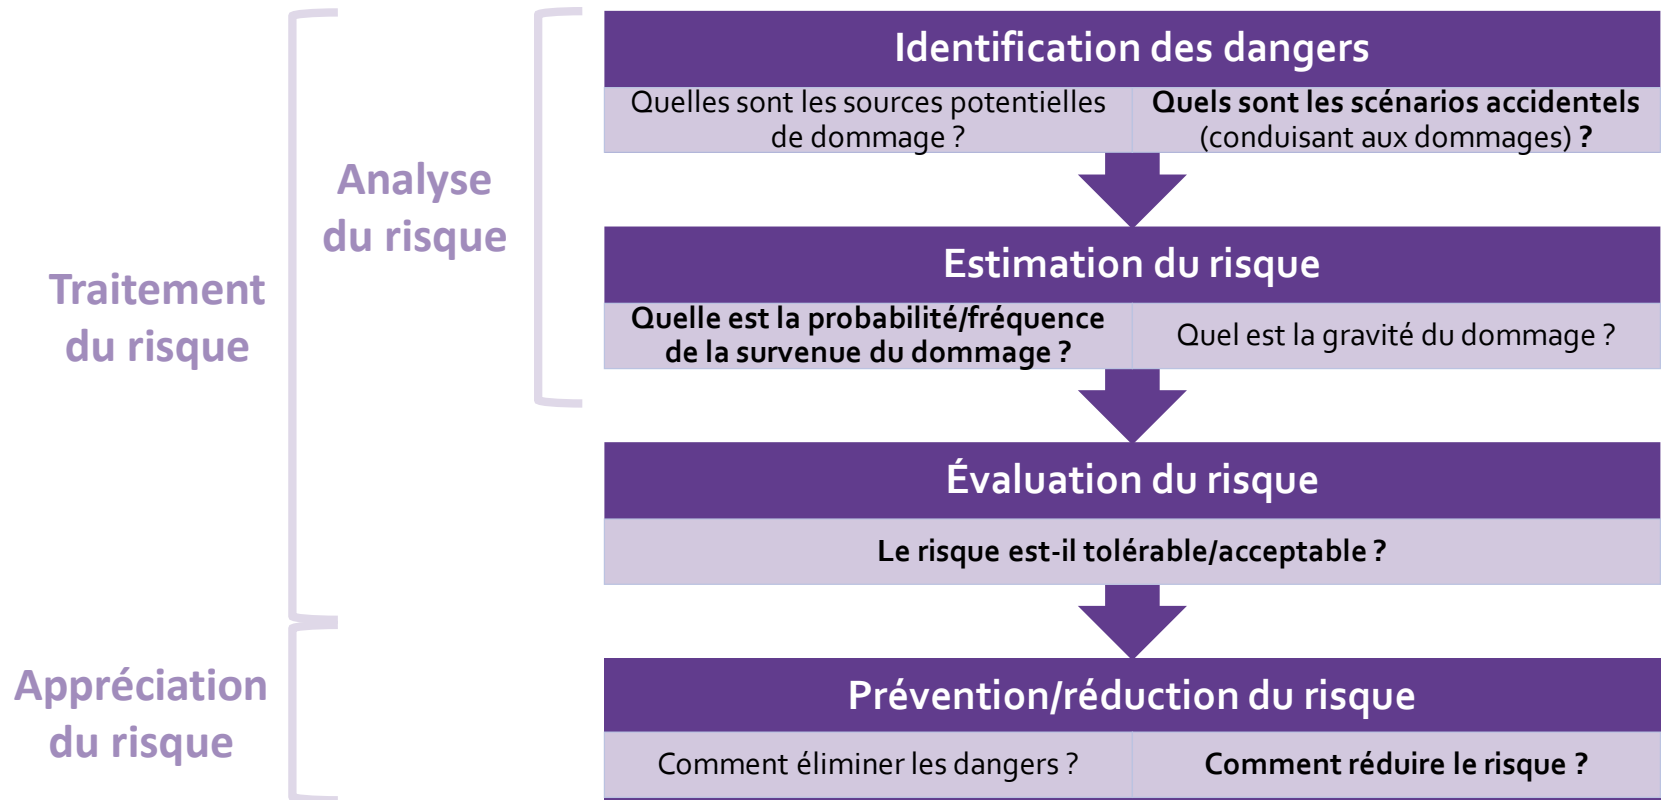 Identification des dangers
Quelles sont les sources potentielles
de dommage ?
Quels sont les scénarios accidentels
(conduisant aux dommages) ?
Analyse
du risque
Estimation du risque
Quelle est la probabilité/fréquence
de la survenue du dommage ?
Quel est la gravité du dommage ?
Traitement
du risque
Évaluation du risque
Le risque est-il tolérable/acceptable ?
Appréciation
du risque
Prévention/réduction du risque
Comment éliminer les dangers ?
Comment réduire le risque ?